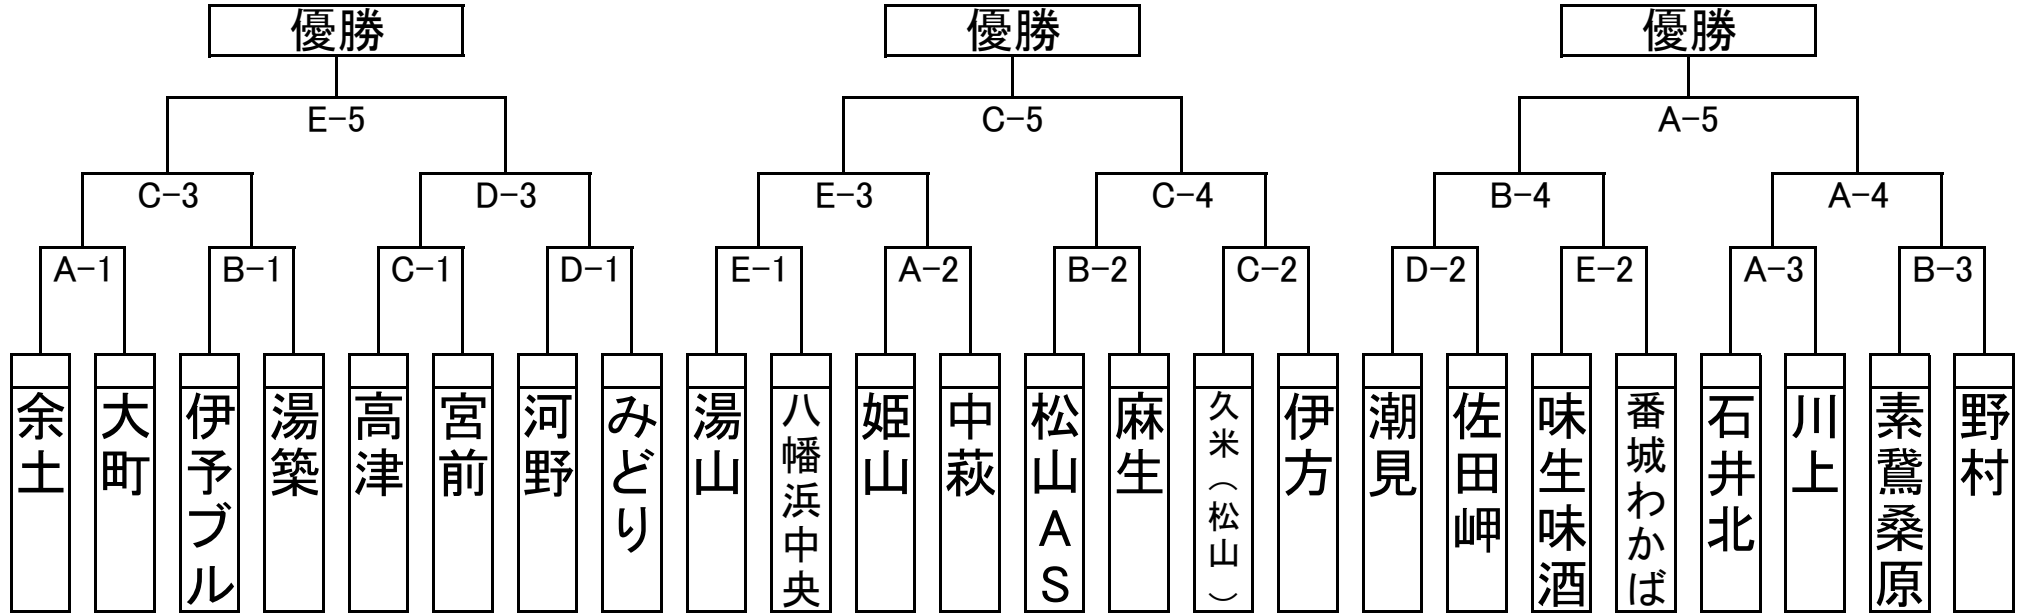 優勝 優勝 優勝
E-5 C-5 A-5
C-3 D-3 E-3 C-4 B-4 A-4
A-1 B-1 C-1 D-1 E-1 A-2 B-2 C-2 D-2 E-2 A-3 B-3
余土
大町
伊予ブル
湯築
高津
宮前
河野
みどり
湯山
八幡浜中央
姫山
中萩
松山AS
麻生
久米(松山)
伊方
潮見
佐田岬
味生味酒
番城わかば
石井北
川上
素鵞桑原
野村